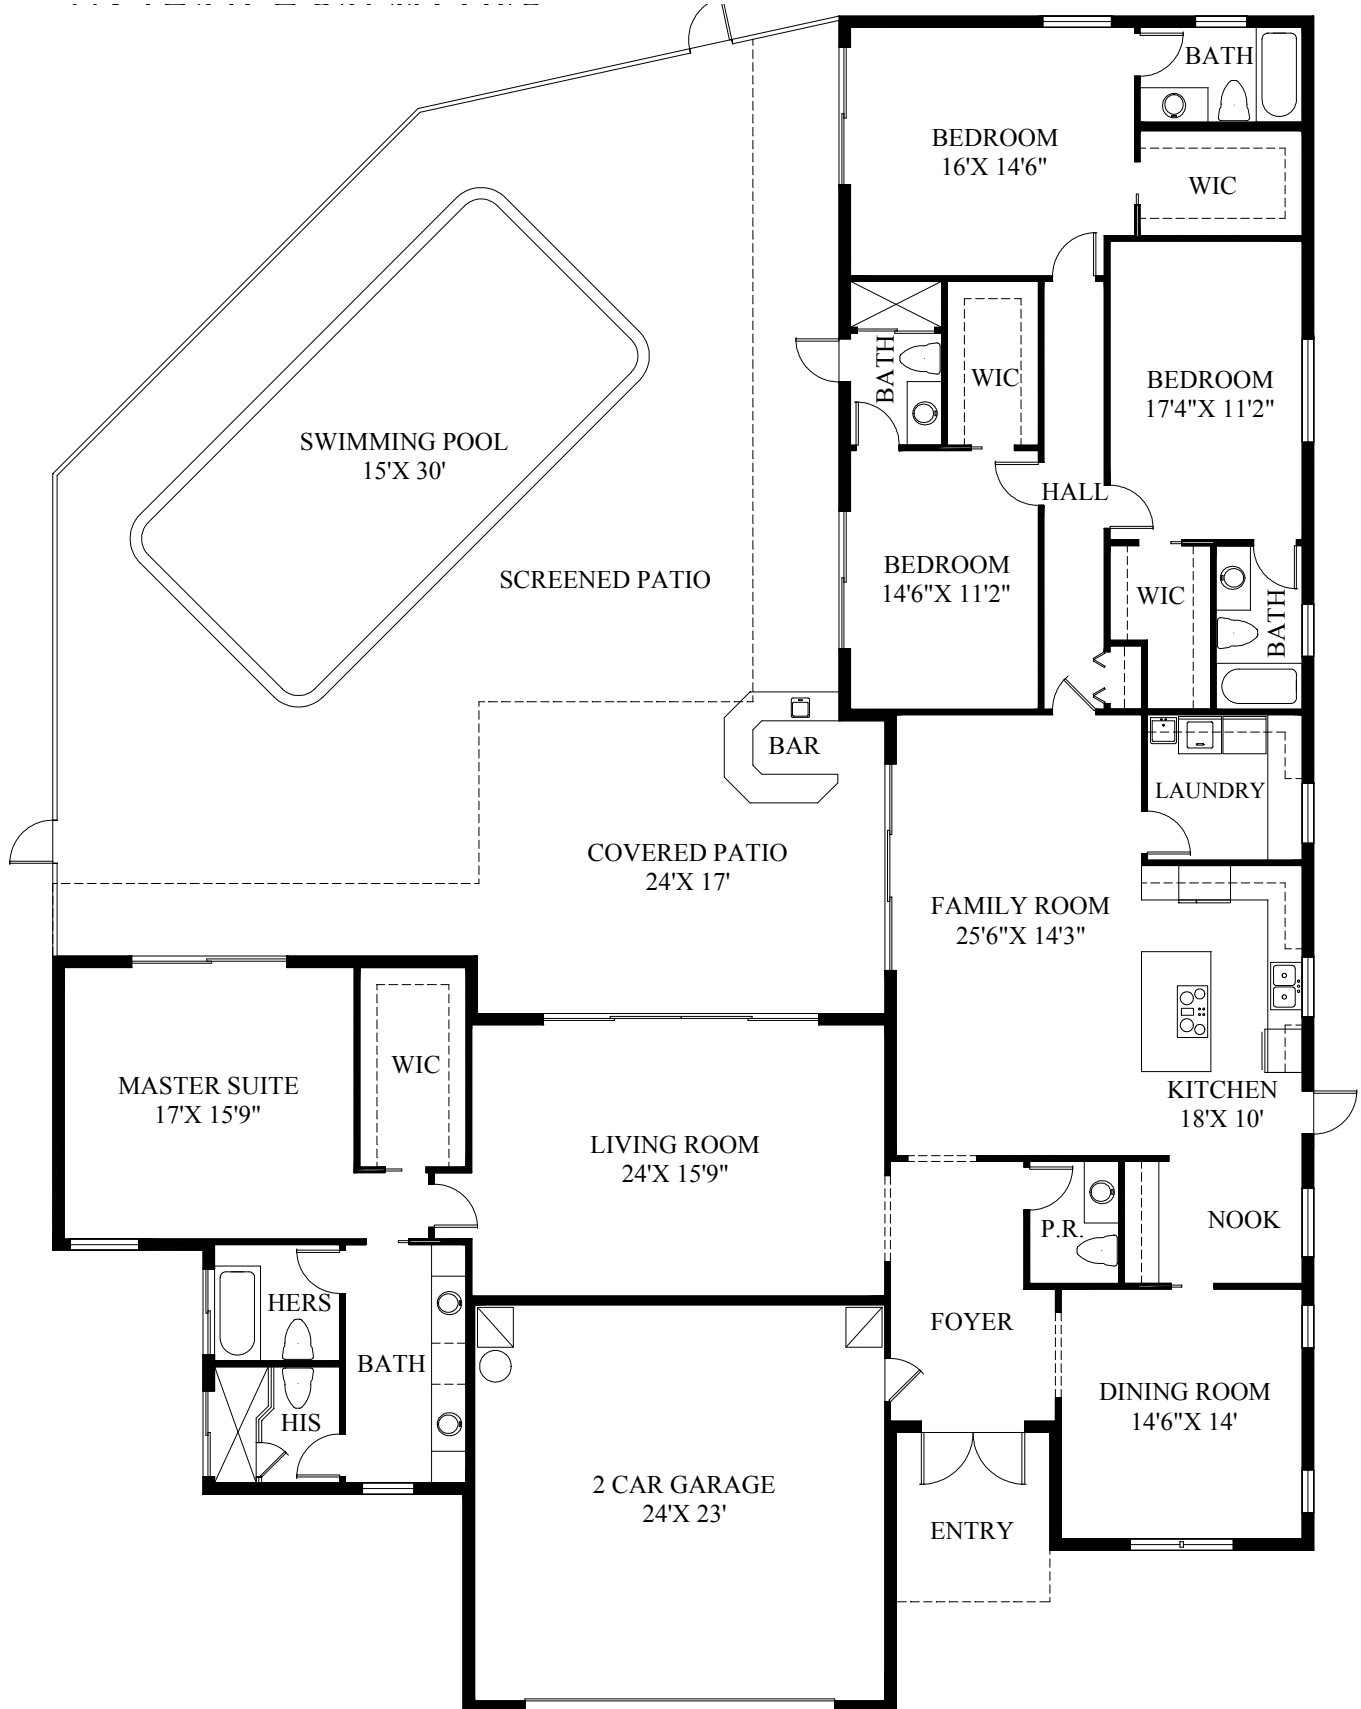 BATH
BEDROOM
16'X 14'6"
WIC
BATH
WIC
BEDROOM
17'4"X 11'2"
SWIMMING POOL
15'X 30'
HALL
BEDROOM
14'6"X 11'2"
SCREENED PATIO
WIC
BATH
BAR
LAUNDRY
COVERED PATIO
24'X 17'
FAMILY ROOM
25'6"X 14'3"
WIC
MASTER SUITE
17'X 15'9"
KITCHEN
18'X 10'
LIVING ROOM
24'X 15'9"
P.R.
NOOK
HERS
FOYER
BATH
HIS
DINING ROOM
14'6"X 14'
2 CAR GARAGE
24'X 23'
ENTRY